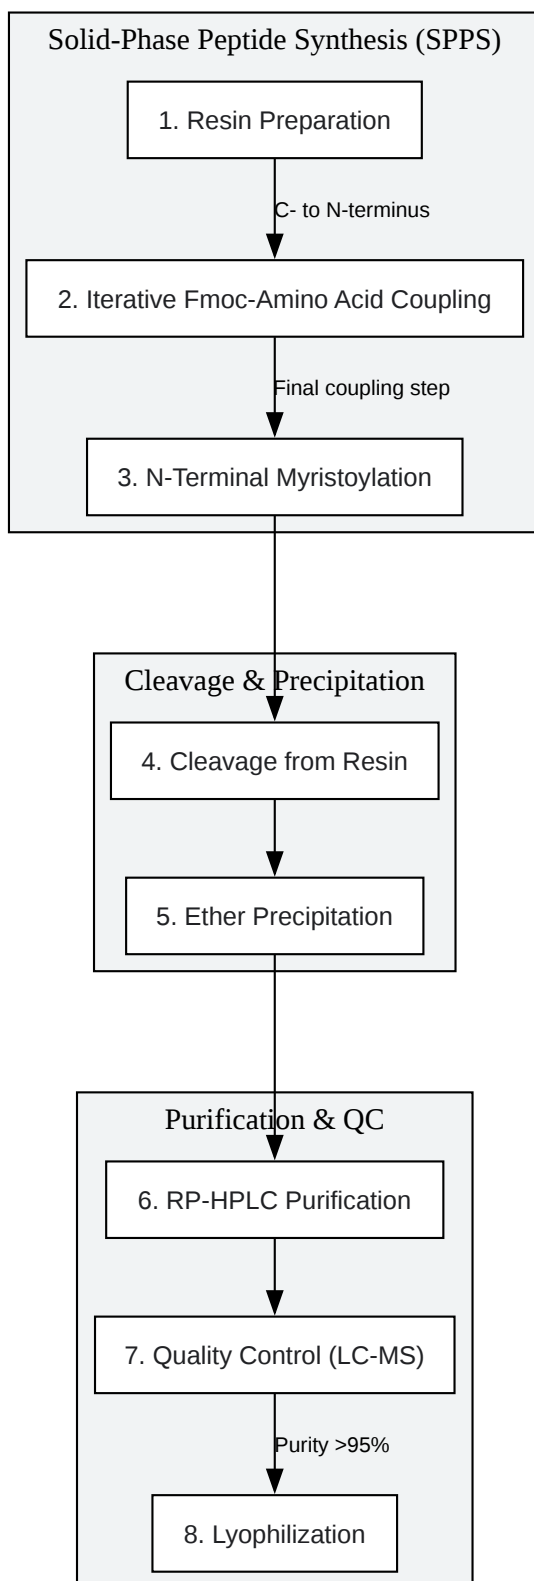 Solid-Phase Peptide Synthesis (SPPS)
1. Resin Preparation
C- to N-terminus
2. Iterative Fmoc-Amino Acid Coupling
Final coupling step
3. N-Terminal Myristoylation
Cleavage & Precipitation
4. Cleavage from Resin
5. Ether Precipitation
Purification & QC
6. RP-HPLC Purification
7. Quality Control (LC-MS)
Purity >95%
8. Lyophilization